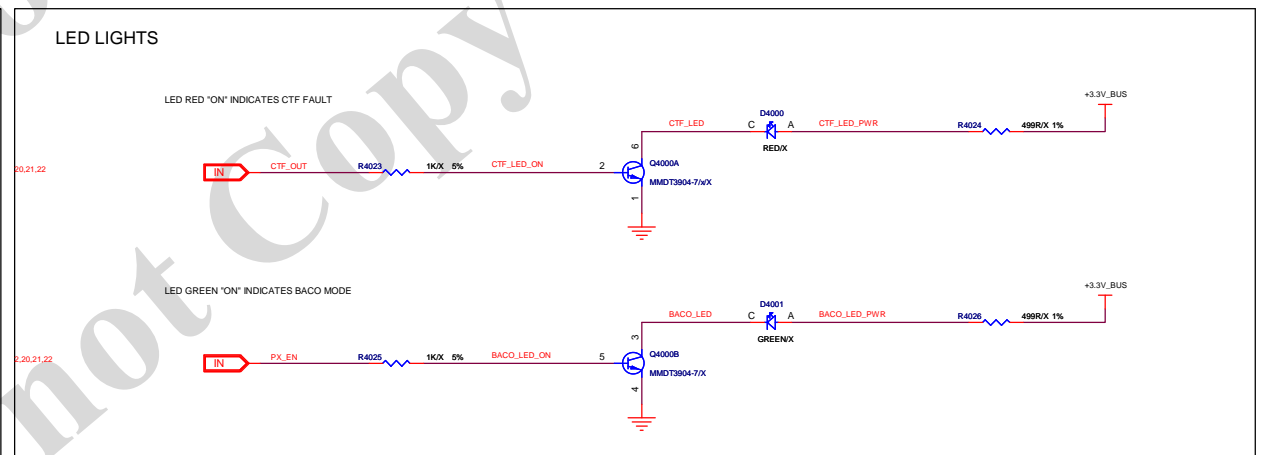 LED LIGHTS
LED RED "ON" INDICATES CTF FAULT
+3.3V_BUS
D4000
CTF_LED
C
A
CTF_LED_PWR
R4024
499R/X 1%
RED/X
6
20,21,22
IN
CTF_OUT
R4023
1K/X 5%
CTF_LED_ON
2
Q4000A
MMDT3904-7/x/X
1
LED GREEN "ON" INDICATES BACO MODE
+3.3V_BUS
D4001
BACO_LED
C
A
BACO_LED_PWR
R4026
499R/X 1%
GREEN/X
3
2,20,21,22
IN
PX_EN
R4025
1K/X 5%
BACO_LED_ON
5
Q4000B
MMDT3904-7/X
4
not Copy